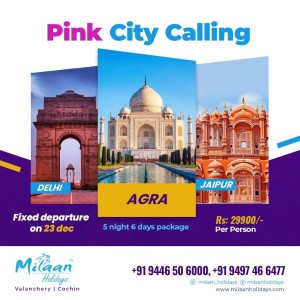 Pink City Calling
DELHI
AGRA
JAIPUR
Fixed departure
on 23 dec
5 night 6 days package
Rs: 29900/-
Per Person
Milaan
Holidays
Valanchery | Cochin
+91 9446 50 6000, +91 9497 46 6477
milaan_holidays milaanholidays
www.milaanholidays.com